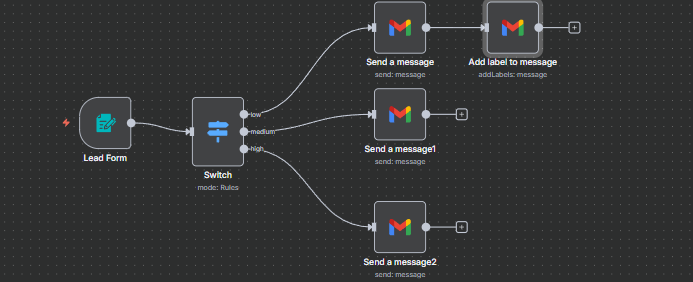 Send a message
send: message
Add label to message
addLabels: message
low
medium
high
Lead Form
Switch
mode: Rules
Send a message1
send: message
Send a message2
send: message